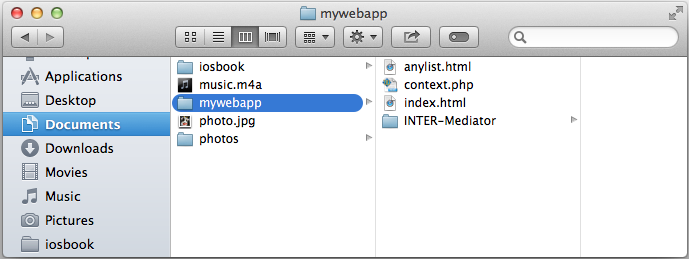 mywebapp
Applications
Desktop
Documents
Downloads
Movies
Music
Pictures
iosbook
iosbook
music.m4a
mywebapp
photo.jpg
photos
anylist.html
context.php
index.html
INTER-Mediator